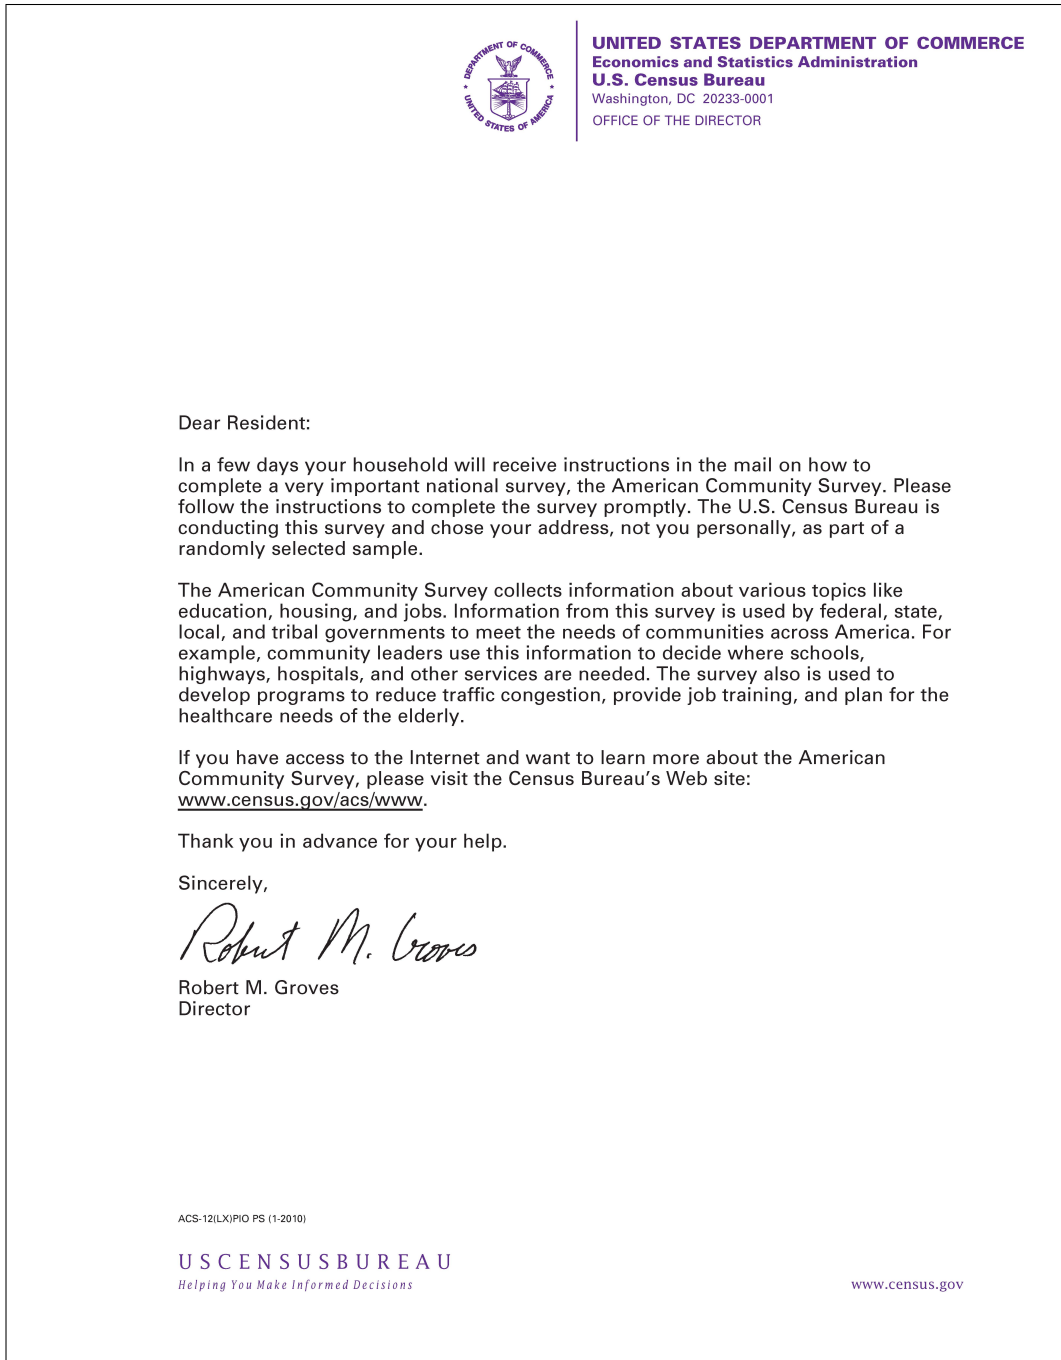 DEPARTMENT OF COMMERCE
UNITED STATES OF AMERICA
UNITED STATES DEPARTMENT OF COMMERCE
Economics and Statistics Administration
U.S. Census Bureau
Washington, DC 20233-0001
OFFICE OF THE DIRECTOR
Dear Resident:
In a few days your household will receive instructions in the mail on how to
complete a very important national survey, the American Community Survey. Please
follow the instructions to complete the survey promptly. The U.S. Census Bureau is
conducting this survey and chose your address, not you personally, as part of a
randomly selected sample.
The American Community Survey collects information about various topics like
education, housing, and jobs. Information from this survey is used by federal, state,
local, and tribal governments to meet the needs of communities across America. For
example, community leaders use this information to decide where schools,
highways, hospitals, and other services are needed. The survey also is used to
develop programs to reduce traffic congestion, provide job training, and plan for the
healthcare needs of the elderly.
If you have access to the Internet and want to learn more about the American
Community Survey, please visit the Census Bureau's Web site:
www.census.gov/acs/www.
Thank you in advance for your help.
Sincerely,
Robert M. Groves
Robert M. Groves
Director
ACS-12(LX)PIO PS (1-2010)
USCENSUSBUREAU
Helping You Make Informed Decisions
www.census.gov